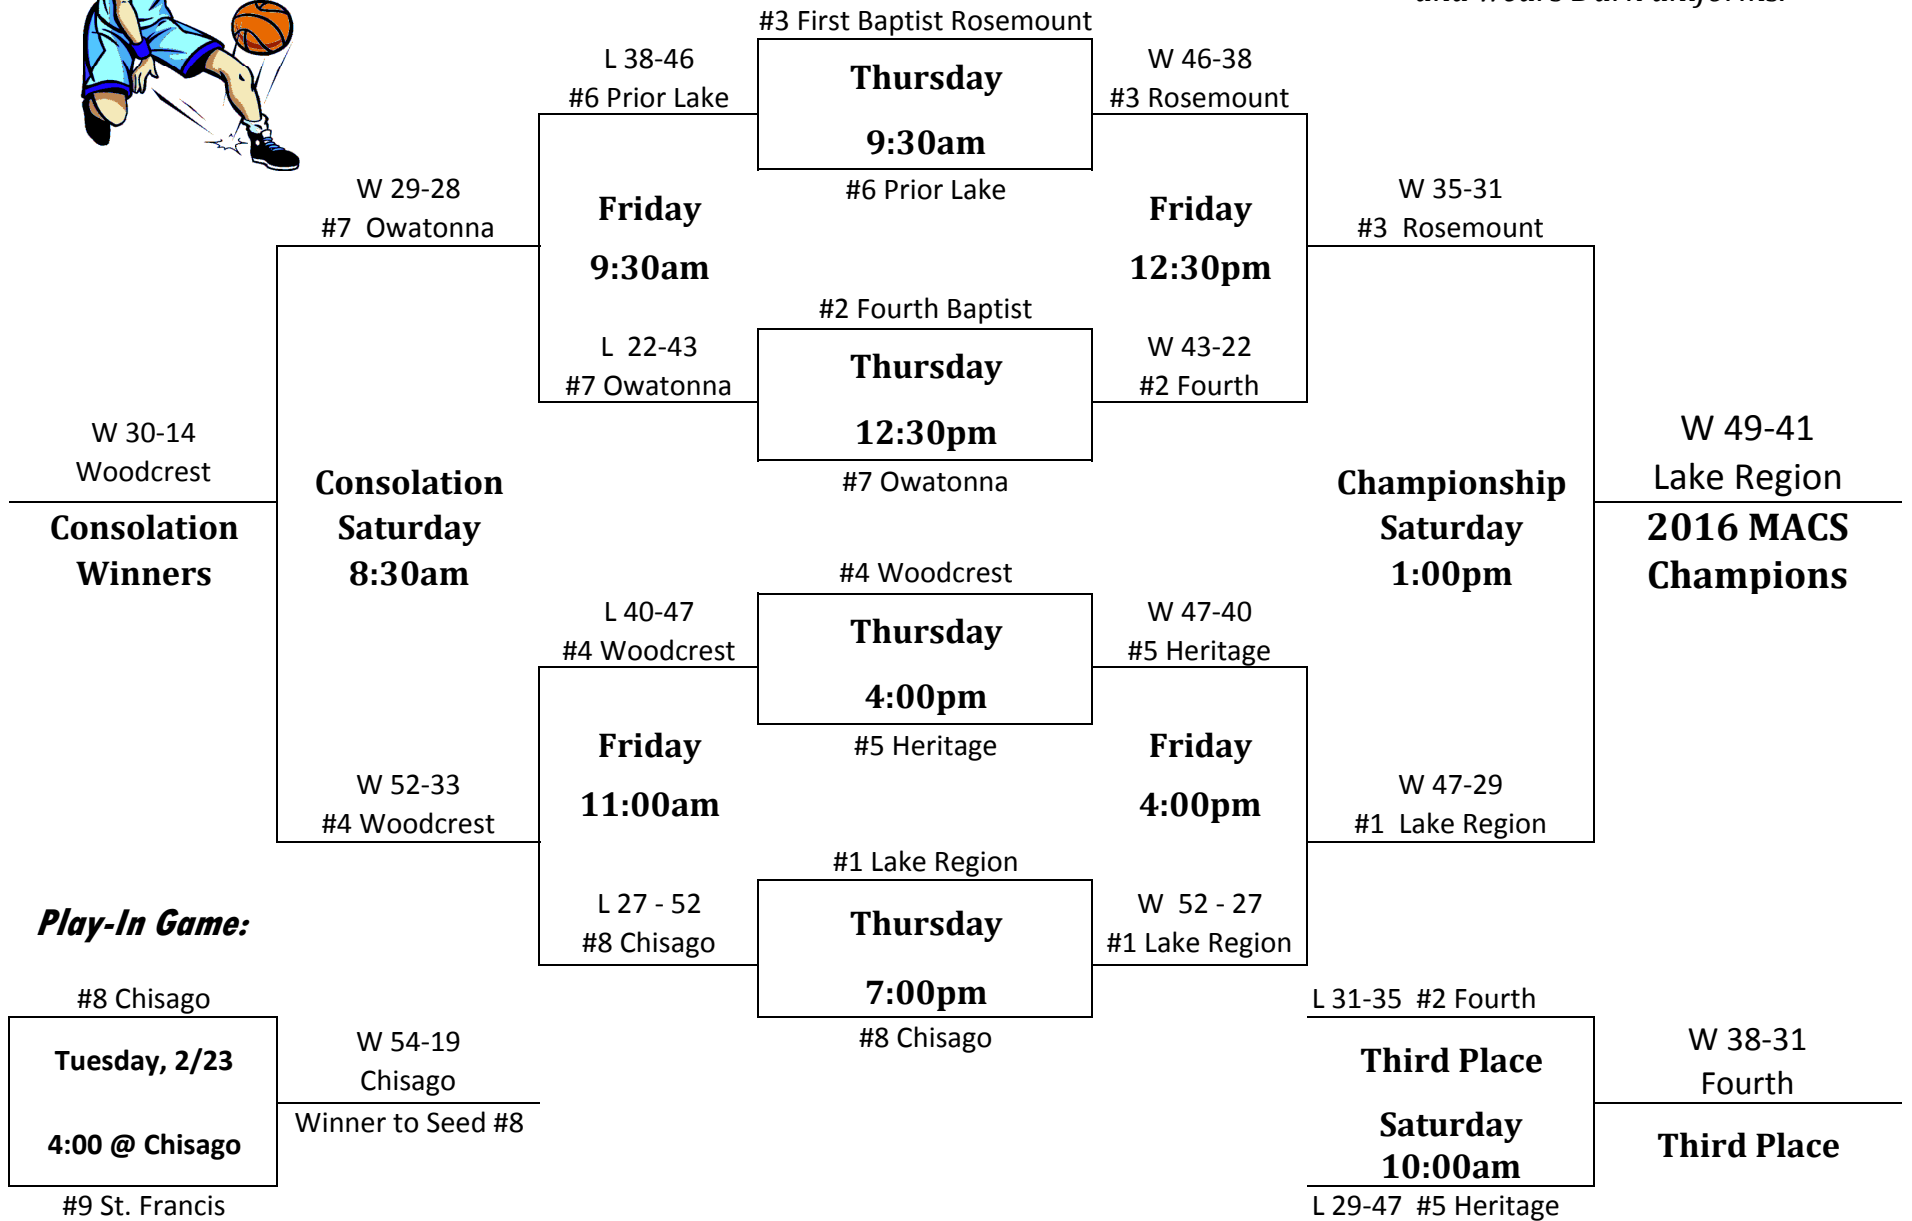 and wears Dark uniforms.
#3 First Baptist Rosemount
L 38-46
#6 Prior Lake
Thursday
9:30am
W 46-38
#3 Rosemount
#6 Prior Lake
W 29-28
#7  Owatonna
Friday
9:30am
Friday
12:30pm
W 35-31
#3  Rosemount
#2 Fourth Baptist
L  22-43
#7 Owatonna
Thursday
12:30pm
W 43-22
#2 Fourth
#7 Owatonna
W 30-14
Woodcrest
Consolation
Winners
Consolation
Saturday
8:30am
Championship
Saturday
1:00pm
W 49-41
Lake Region
2016 MACS
Champions
#4 Woodcrest
L 40-47
#4 Woodcrest
Thursday
4:00pm
W 47-40
#5 Heritage
#5 Heritage
W 52-33
#4 Woodcrest
Friday
11:00am
Friday
4:00pm
W 47-29
#1  Lake Region
#1 Lake Region
L 27 - 52
#8 Chisago
Thursday
7:00pm
W  52 - 27
#1 Lake Region
#8 Chisago
Play-In Game:
#8 Chisago
Tuesday, 2/23
4:00 @ Chisago
#9 St. Francis
W 54-19
Chisago
Winner to Seed #8
L 31-35  #2 Fourth
Third Place
Saturday
10:00am
L 29-47  #5 Heritage
W 38-31
Fourth
Third Place